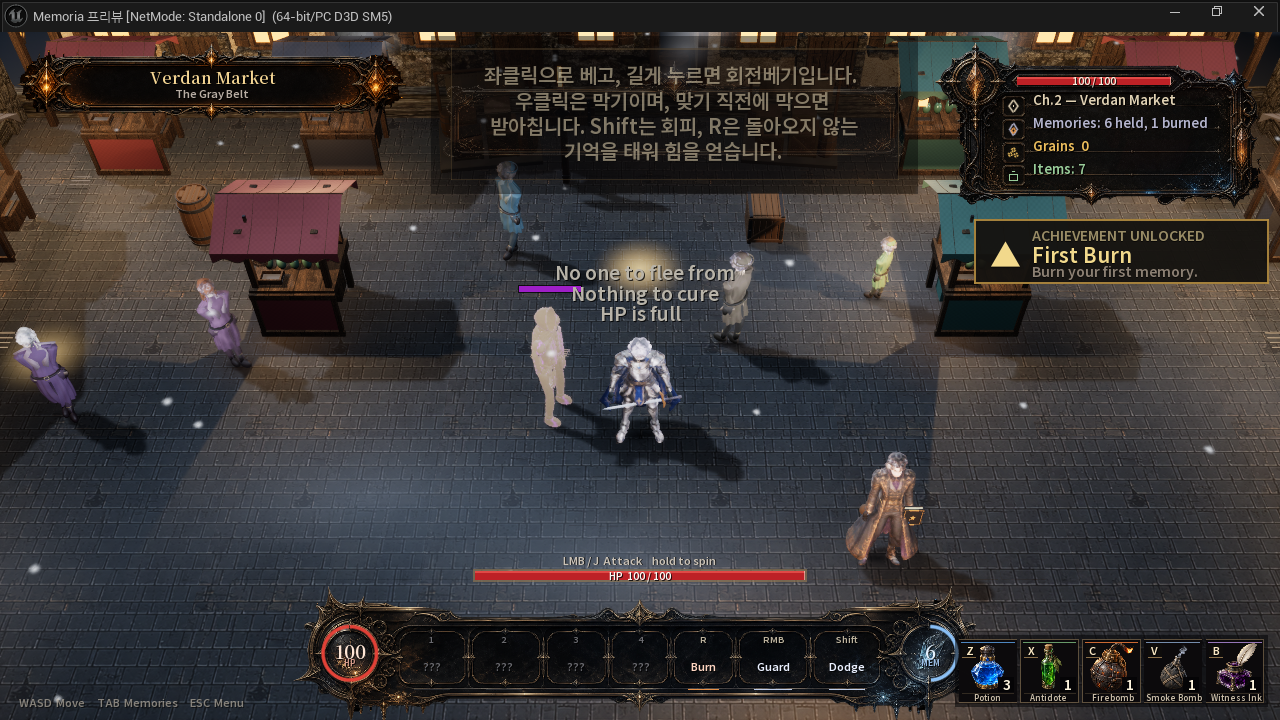 Memoria 프리뷰 [NetMode: Standalone 0]  (64-bit/PC D3D SM5)
Verdan Market
The Gray Belt
좌클릭으로 베고, 길게 누르면 회전베기입니다.
우클릭은 막기이며, 맞기 직전에 막으면
받아칩니다. Shift는 회피, R은 돌아오지 않는
기억을 태워 힘을 얻습니다.
100 / 100
Ch.2 — Verdan Market
Memories: 6 held, 1 burned
Grains 0
Items: 7
ACHIEVEMENT UNLOCKED
First Burn
Burn your first memory.
No one to flee from
Nothing to cure
HP is full
LMB / J Attack hold to spin
HP 100 / 100
100
HP
1
???
2
???
3
???
4
???
R
Burn
RMB
Guard
Shift
Dodge
6
MEM
Z
3
Potion
X
1
Antidote
C
1
Firebomb
V
1
Smoke Bomb
B
1
Witness Ink
WASD Move TAB Memories ESC Menu